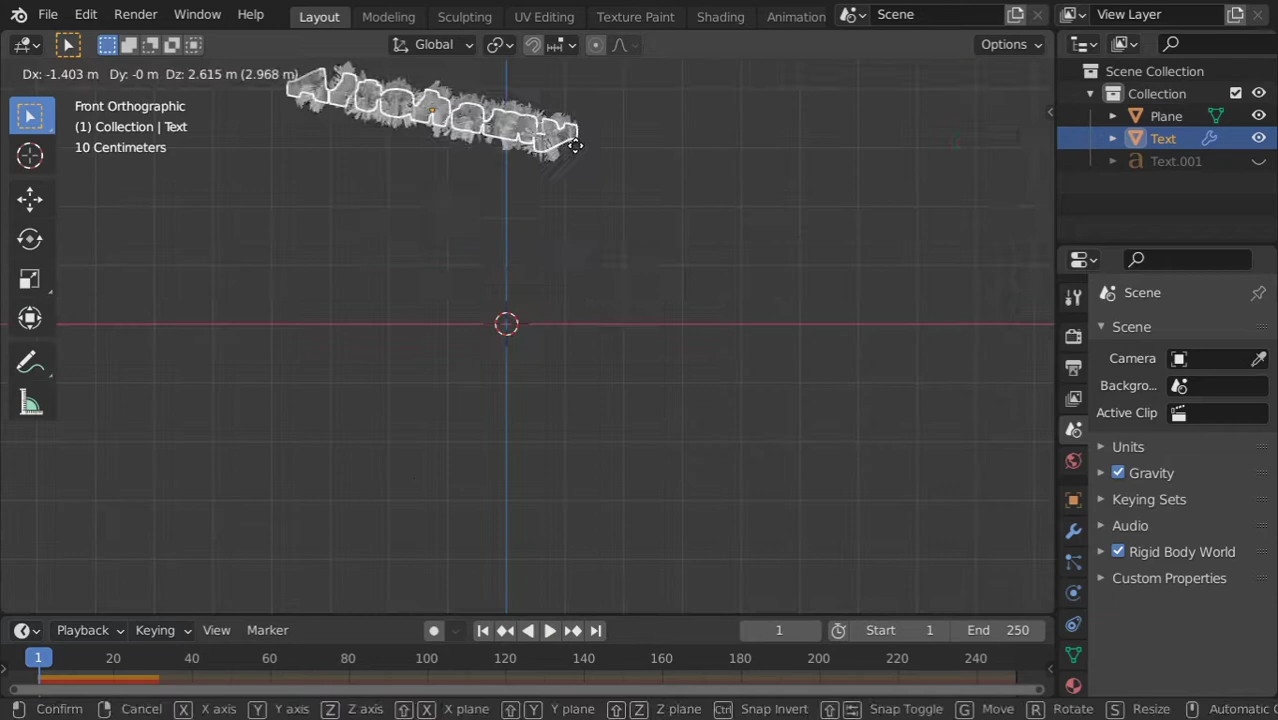 File Edit Render Window Help Layout Modeling Sculpting UV Editing Texture Paint Shading Animation Scene View Layer
Global Options
Dx: -1.403 m Dy: -0 m Dz: 2.615 m (2.968 m)
Front Orthographic
(1) Collection | Text
10 Centimeters
Scene Collection
Collection
Plane
Text
Text.001
Scene
Scene
Camera
Backgro...
Active Clip
Units
Gravity
Keying Sets
Audio
Rigid Body World
Custom Properties
Playback Keying View Marker 1 Start 1 End 250
1 20 40 60 80 100 120 140 160 180 200 220 240
Confirm Cancel X X axis Y Y axis Z Z axis X X plane Y Y plane Z Z plane Ctrl Snap Invert Snap Toggle G Move R Rotate S Resize Automatic C